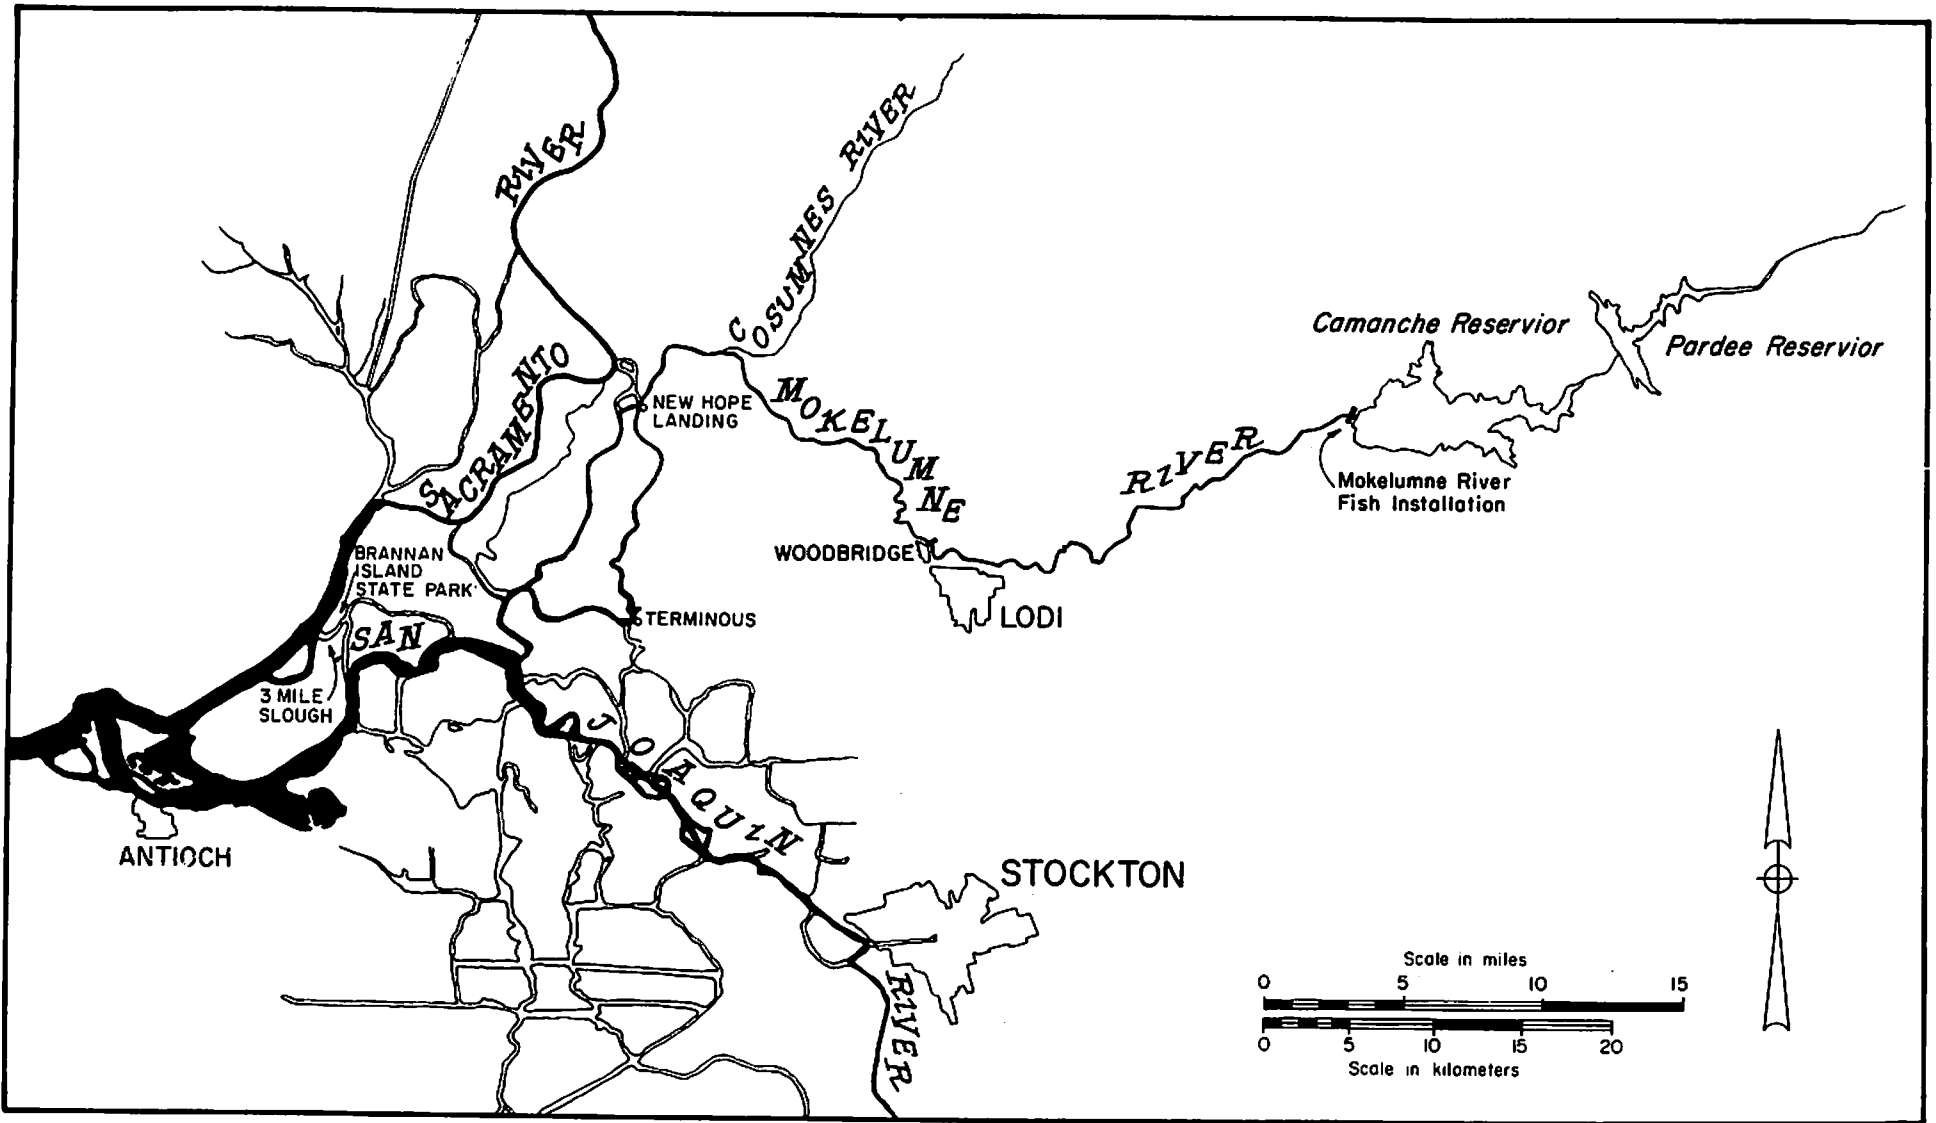 RIVER
COSUMNES RIVER
SACRAMENTO
Camanche Reservior
Pardee Reservior
NEW HOPE
LANDING
MOKELUMNE
RIVER
Mokelumne River
Fish Installation
BRANNAN
ISLAND
STATE PARK
WOODBRIDGE
LODI
TERMINOUS
SAN
3 MILE
SLOUGH
JOAQUIN
ANTIOCH
STOCKTON
RIVER
Scale in miles
0 5 10 15
0 5 10 15 20
Scale in kilometers